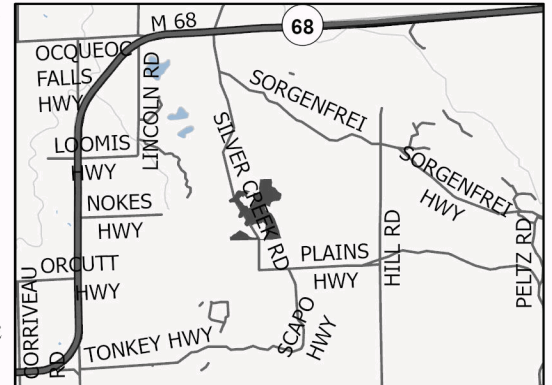 M 68
68
OCQUEOC
FALLS
HWY
LINCOLN RD
SORGENFREI
LOOMIS
HWY
SILVER CREEK RD
SORGENFREI
HWY
NOKES
HWY
HILL RD
PELTZ RD
PLAINS
HWY
ORCUTT
HWY
CORRIVEAU
RD
SCAPO
HWY
TONKEY HWY